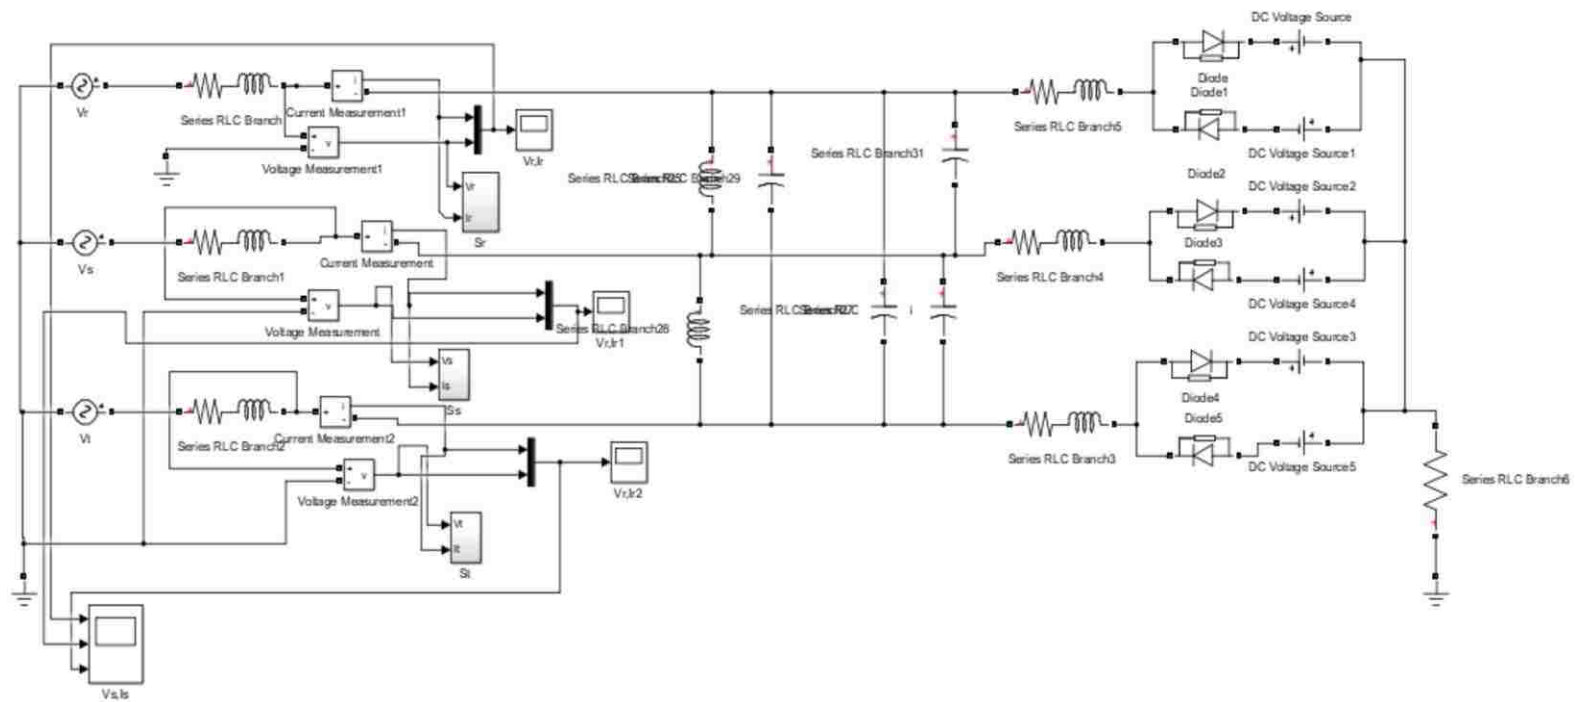 DC Voltage Source
Vr
Series RLC Branch
Current Measurement1
i
+
-
Voltage Measurement1
+
-
v
Vr,Ir
Vr
Ir
Sr
Diode
Diode1
Series RLC Branch5
DC Voltage Source1
Series RLC Branch31
Diode2
DC Voltage Source2
Vs
Series RLC Branch1
Current Measurement
i
+
-
Voltage Measurement
+
-
v
Vr,Ir1
Series RLC Branch28
Vs
Is
Ss
Diode3
Series RLC Branch4
DC Voltage Source4
DC Voltage Source3
Vt
Series RLC Branch2
Current Measurement2
i
+
-
Voltage Measurement2
+
-
v
Vr,Ir2
Vt
It
St
Diode4
Diode5
Series RLC Branch3
DC Voltage Source5
Series RLC Branch6
Vs,Is